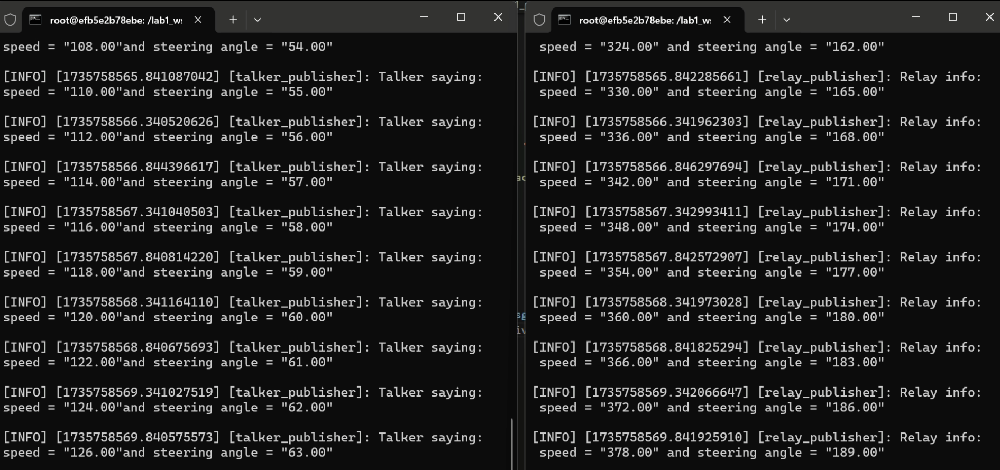 root@efb5e2b78ebe: /lab1_ws
speed = "108.00"and steering angle = "54.00"
[INFO] [1735758565.841087042] [talker_publisher]: Talker saying:
speed = "110.00"and steering angle = "55.00"
[INFO] [1735758566.340520626] [talker_publisher]: Talker saying:
speed = "112.00"and steering angle = "56.00"
[INFO] [1735758566.844396617] [talker_publisher]: Talker saying:
speed = "114.00"and steering angle = "57.00"
[INFO] [1735758567.341040503] [talker_publisher]: Talker saying:
speed = "116.00"and steering angle = "58.00"
[INFO] [1735758567.840814220] [talker_publisher]: Talker saying:
speed = "118.00"and steering angle = "59.00"
[INFO] [1735758568.341164110] [talker_publisher]: Talker saying:
speed = "120.00"and steering angle = "60.00"
[INFO] [1735758568.840675693] [talker_publisher]: Talker saying:
speed = "122.00"and steering angle = "61.00"
[INFO] [1735758569.341027519] [talker_publisher]: Talker saying:
speed = "124.00"and steering angle = "62.00"
[INFO] [1735758569.840575573] [talker_publisher]: Talker saying:
speed = "126.00"and steering angle = "63.00"
root@efb5e2b78ebe: /lab1_ws
speed = "324.00" and steering angle = "162.00"
[INFO] [1735758565.842285661] [relay_publisher]: Relay info:
speed = "330.00" and steering angle = "165.00"
[INFO] [1735758566.341962303] [relay_publisher]: Relay info:
speed = "336.00" and steering angle = "168.00"
[INFO] [1735758566.846297694] [relay_publisher]: Relay info:
speed = "342.00" and steering angle = "171.00"
[INFO] [1735758567.342993411] [relay_publisher]: Relay info:
speed = "348.00" and steering angle = "174.00"
[INFO] [1735758567.842572907] [relay_publisher]: Relay info:
speed = "354.00" and steering angle = "177.00"
[INFO] [1735758568.341973028] [relay_publisher]: Relay info:
speed = "360.00" and steering angle = "180.00"
[INFO] [1735758568.841825294] [relay_publisher]: Relay info:
speed = "366.00" and steering angle = "183.00"
[INFO] [1735758569.342066647] [relay_publisher]: Relay info:
speed = "372.00" and steering angle = "186.00"
[INFO] [1735758569.841925910] [relay_publisher]: Relay info:
speed = "378.00" and steering angle = "189.00"